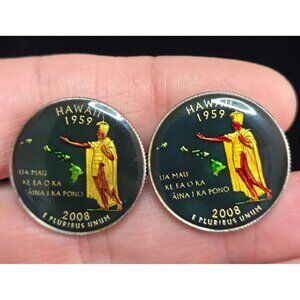 HAWAII
1959
UA MAU
KE EA O KA
ĀINA I KA PONO
2008
E PLURIBUS UNUM
HAWAII
1959
UA MAU
KE EA O KA
ĀINA I KA PONO
2008
E PLURIBUS UNUM